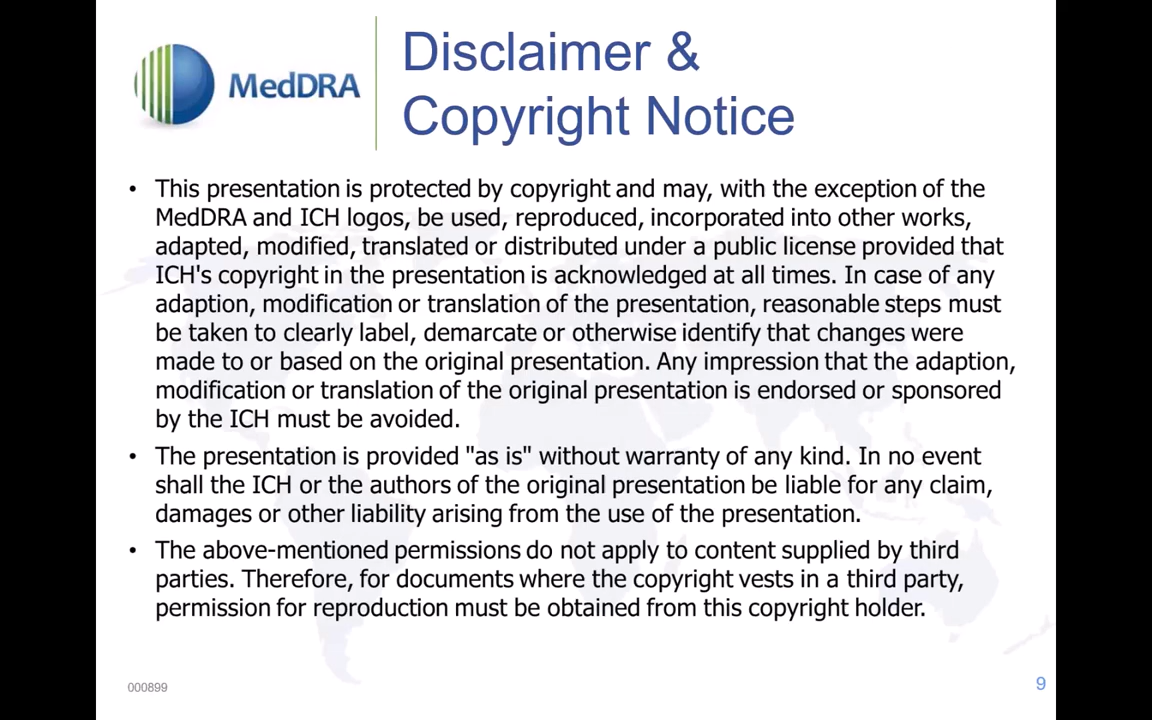 MedDRA
Disclaimer &
Copyright Notice
• This presentation is protected by copyright and may, with the exception of the
MedDRA and ICH logos, be used, reproduced, incorporated into other works,
adapted, modified, translated or distributed under a public license provided that
ICH's copyright in the presentation is acknowledged at all times. In case of any
adaption, modification or translation of the presentation, reasonable steps must
be taken to clearly label, demarcate or otherwise identify that changes were
made to or based on the original presentation. Any impression that the adaption,
modification or translation of the original presentation is endorsed or sponsored
by the ICH must be avoided.
• The presentation is provided "as is" without warranty of any kind. In no event
shall the ICH or the authors of the original presentation be liable for any claim,
damages or other liability arising from the use of the presentation.
• The above-mentioned permissions do not apply to content supplied by third
parties. Therefore, for documents where the copyright vests in a third party,
permission for reproduction must be obtained from this copyright holder.
000899
9